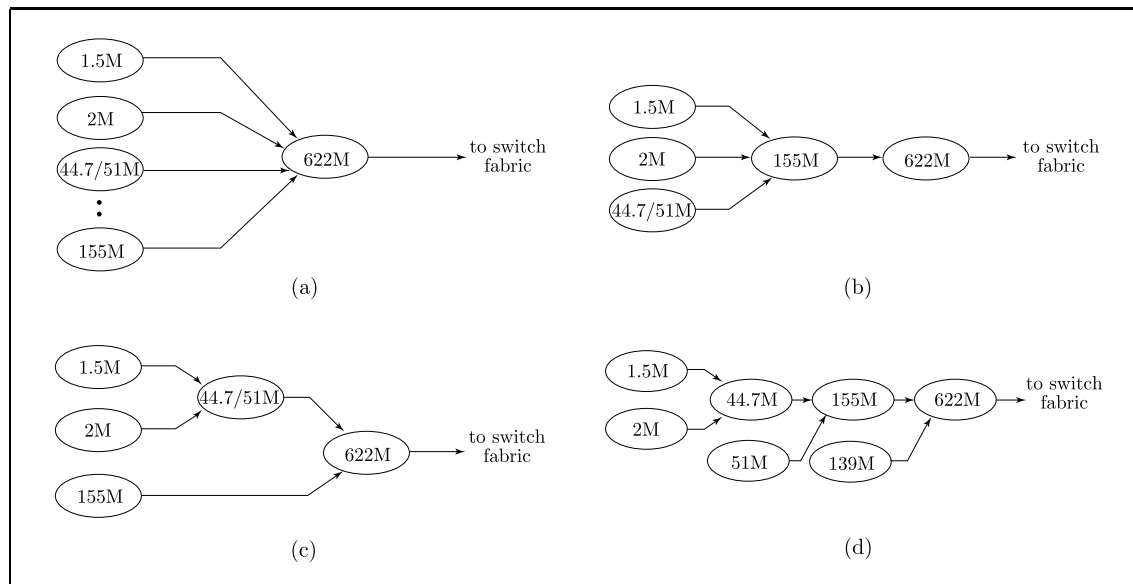 1.5M
2M
44.7/51M
155M
622M
to switch
fabric
(a)
1.5M
2M
44.7/51M
155M
622M
to switch
fabric
(b)
1.5M
2M
44.7/51M
155M
622M
to switch
fabric
(c)
1.5M
2M
44.7M
155M
622M
51M
139M
to switch
fabric
(d)